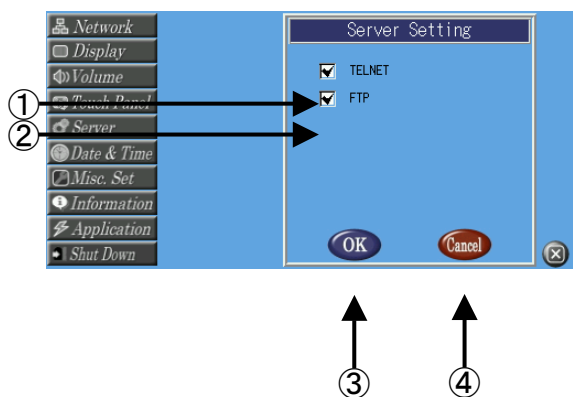 Network
Display
Volume
Touch Panel
Server
Date & Time
Misc. Set
Information
Application
Shut Down
Server Setting
TELNET
FTP
OK
Cancel
①
②
③
④